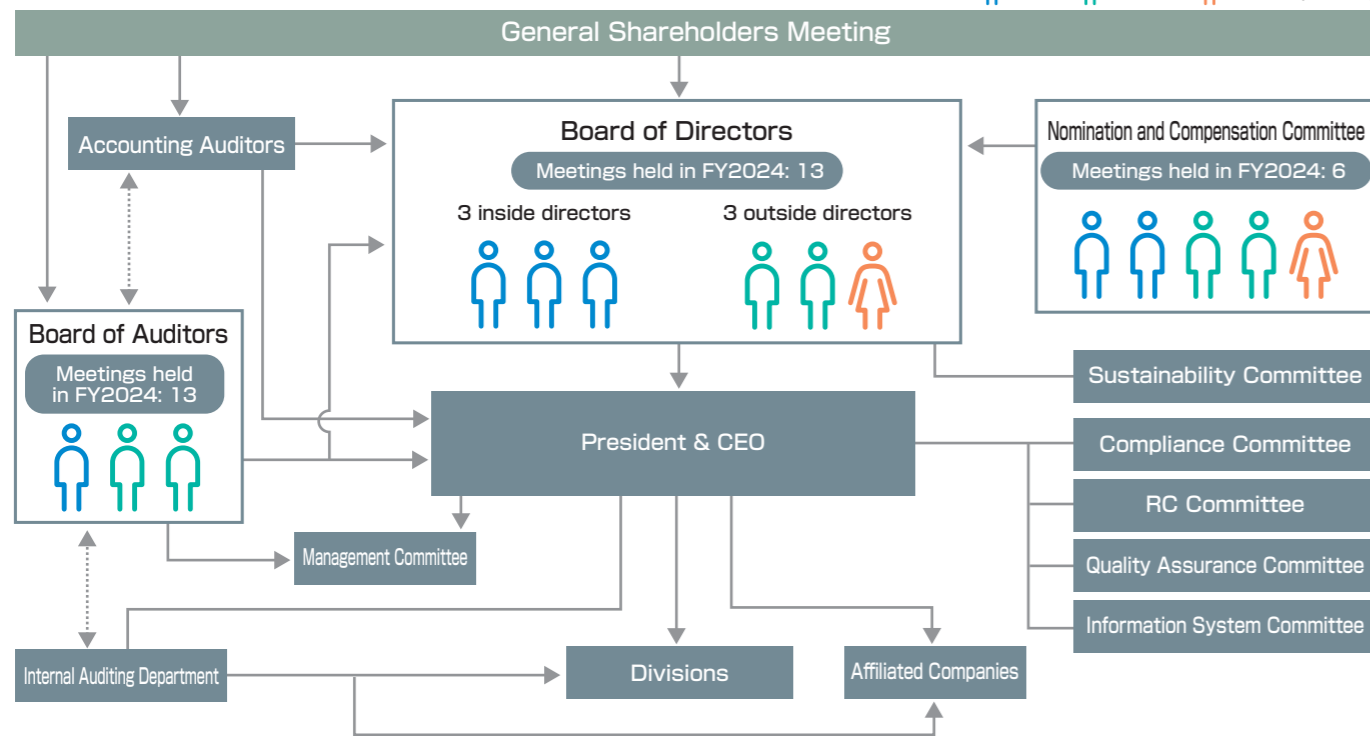 General Shareholders Meeting
Accounting Auditors
Board of Directors
Meetings held in FY2024: 13
3 inside directors
3 outside directors
Nomination and Compensation Committee
Meetings held in FY2024: 6
Board of Auditors
Meetings held
in FY2024: 13
Sustainability Committee
President & CEO
Compliance Committee
RC Committee
Management Committee
Quality Assurance Committee
Information System Committee
Internal Auditing Department
Divisions
Affiliated Companies